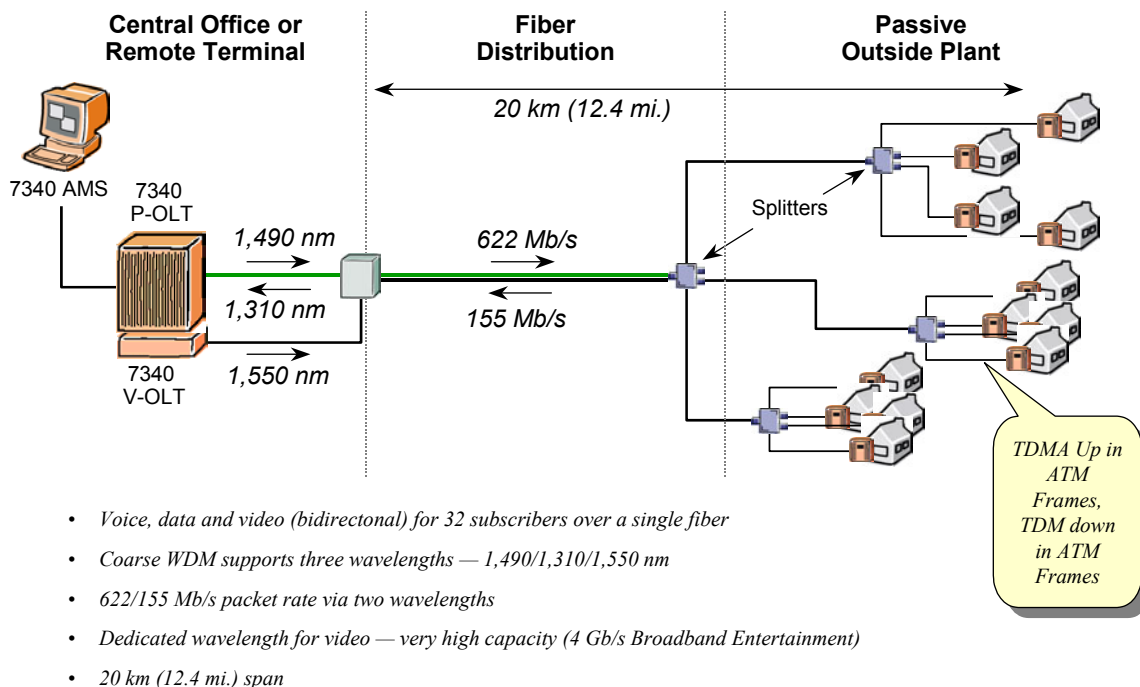 Central Office or
Remote Terminal
Fiber
Distribution
Passive
Outside Plant
20 km (12.4 mi.)
7340 AMS
7340
P-OLT
1,490 nm
622 Mb/s
Splitters
1,310 nm
155 Mb/s
7340
V-OLT
1,550 nm
TDMA Up in
ATM
Frames,
TDM down
in ATM
Frames
• Voice, data and video (bidirectonal) for 32 subscribers over a single fiber
• Coarse WDM supports three wavelengths — 1,490/1,310/1,550 nm
• 622/155 Mb/s packet rate via two wavelengths
• Dedicated wavelength for video — very high capacity (4 Gb/s Broadband Entertainment)
• 20 km (12.4 mi.) span